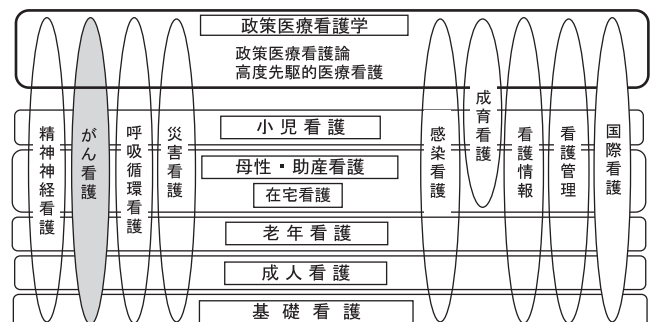 政策医療看護学
政策医療看護論
高度先駆的医療看護
小児看護
母性・助産看護
在宅看護
老年看護
成人看護
基礎看護
精神神経看護
がん看護
呼吸循環看護
災害看護
感染看護
成育看護
看護情報
看護管理
国際看護